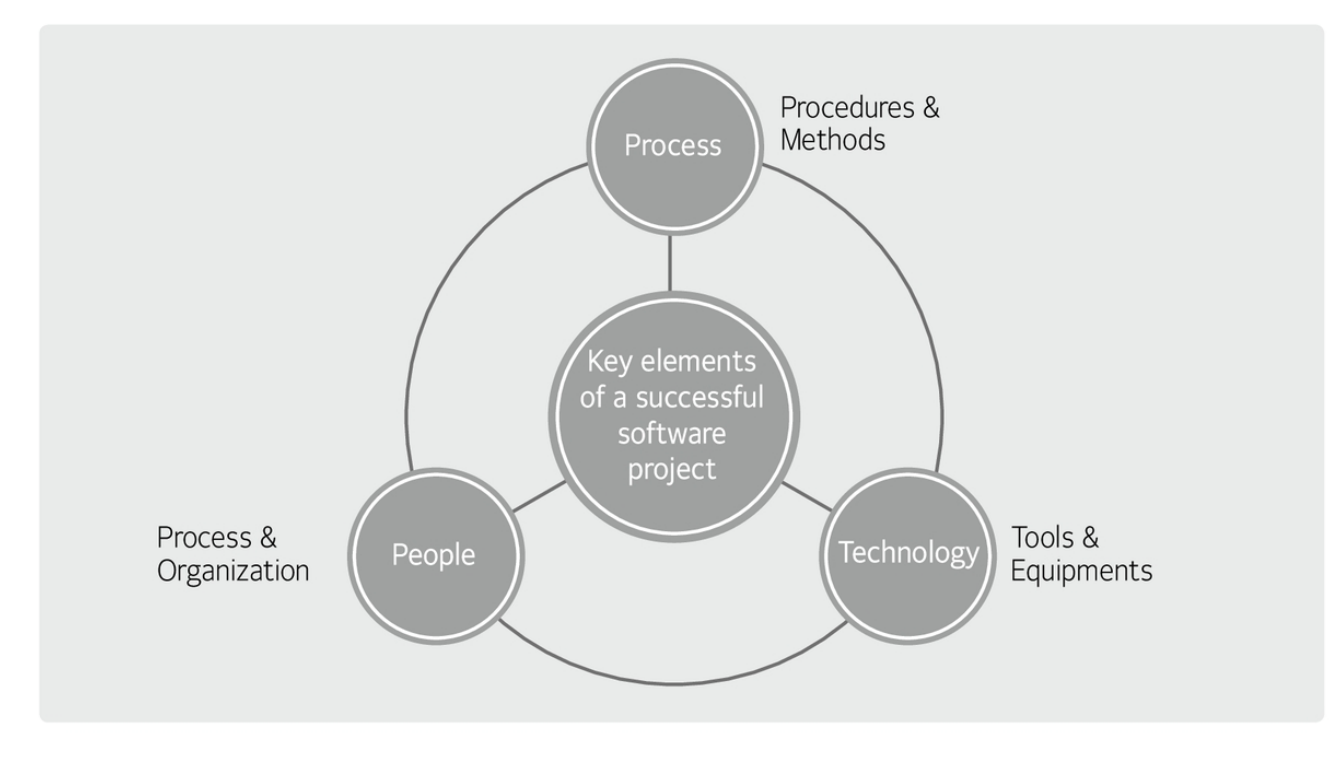 Process
Procedures &
Methods
Key elements
of a successful
software
project
Process &
Organization
People
Technology
Tools &
Equipments